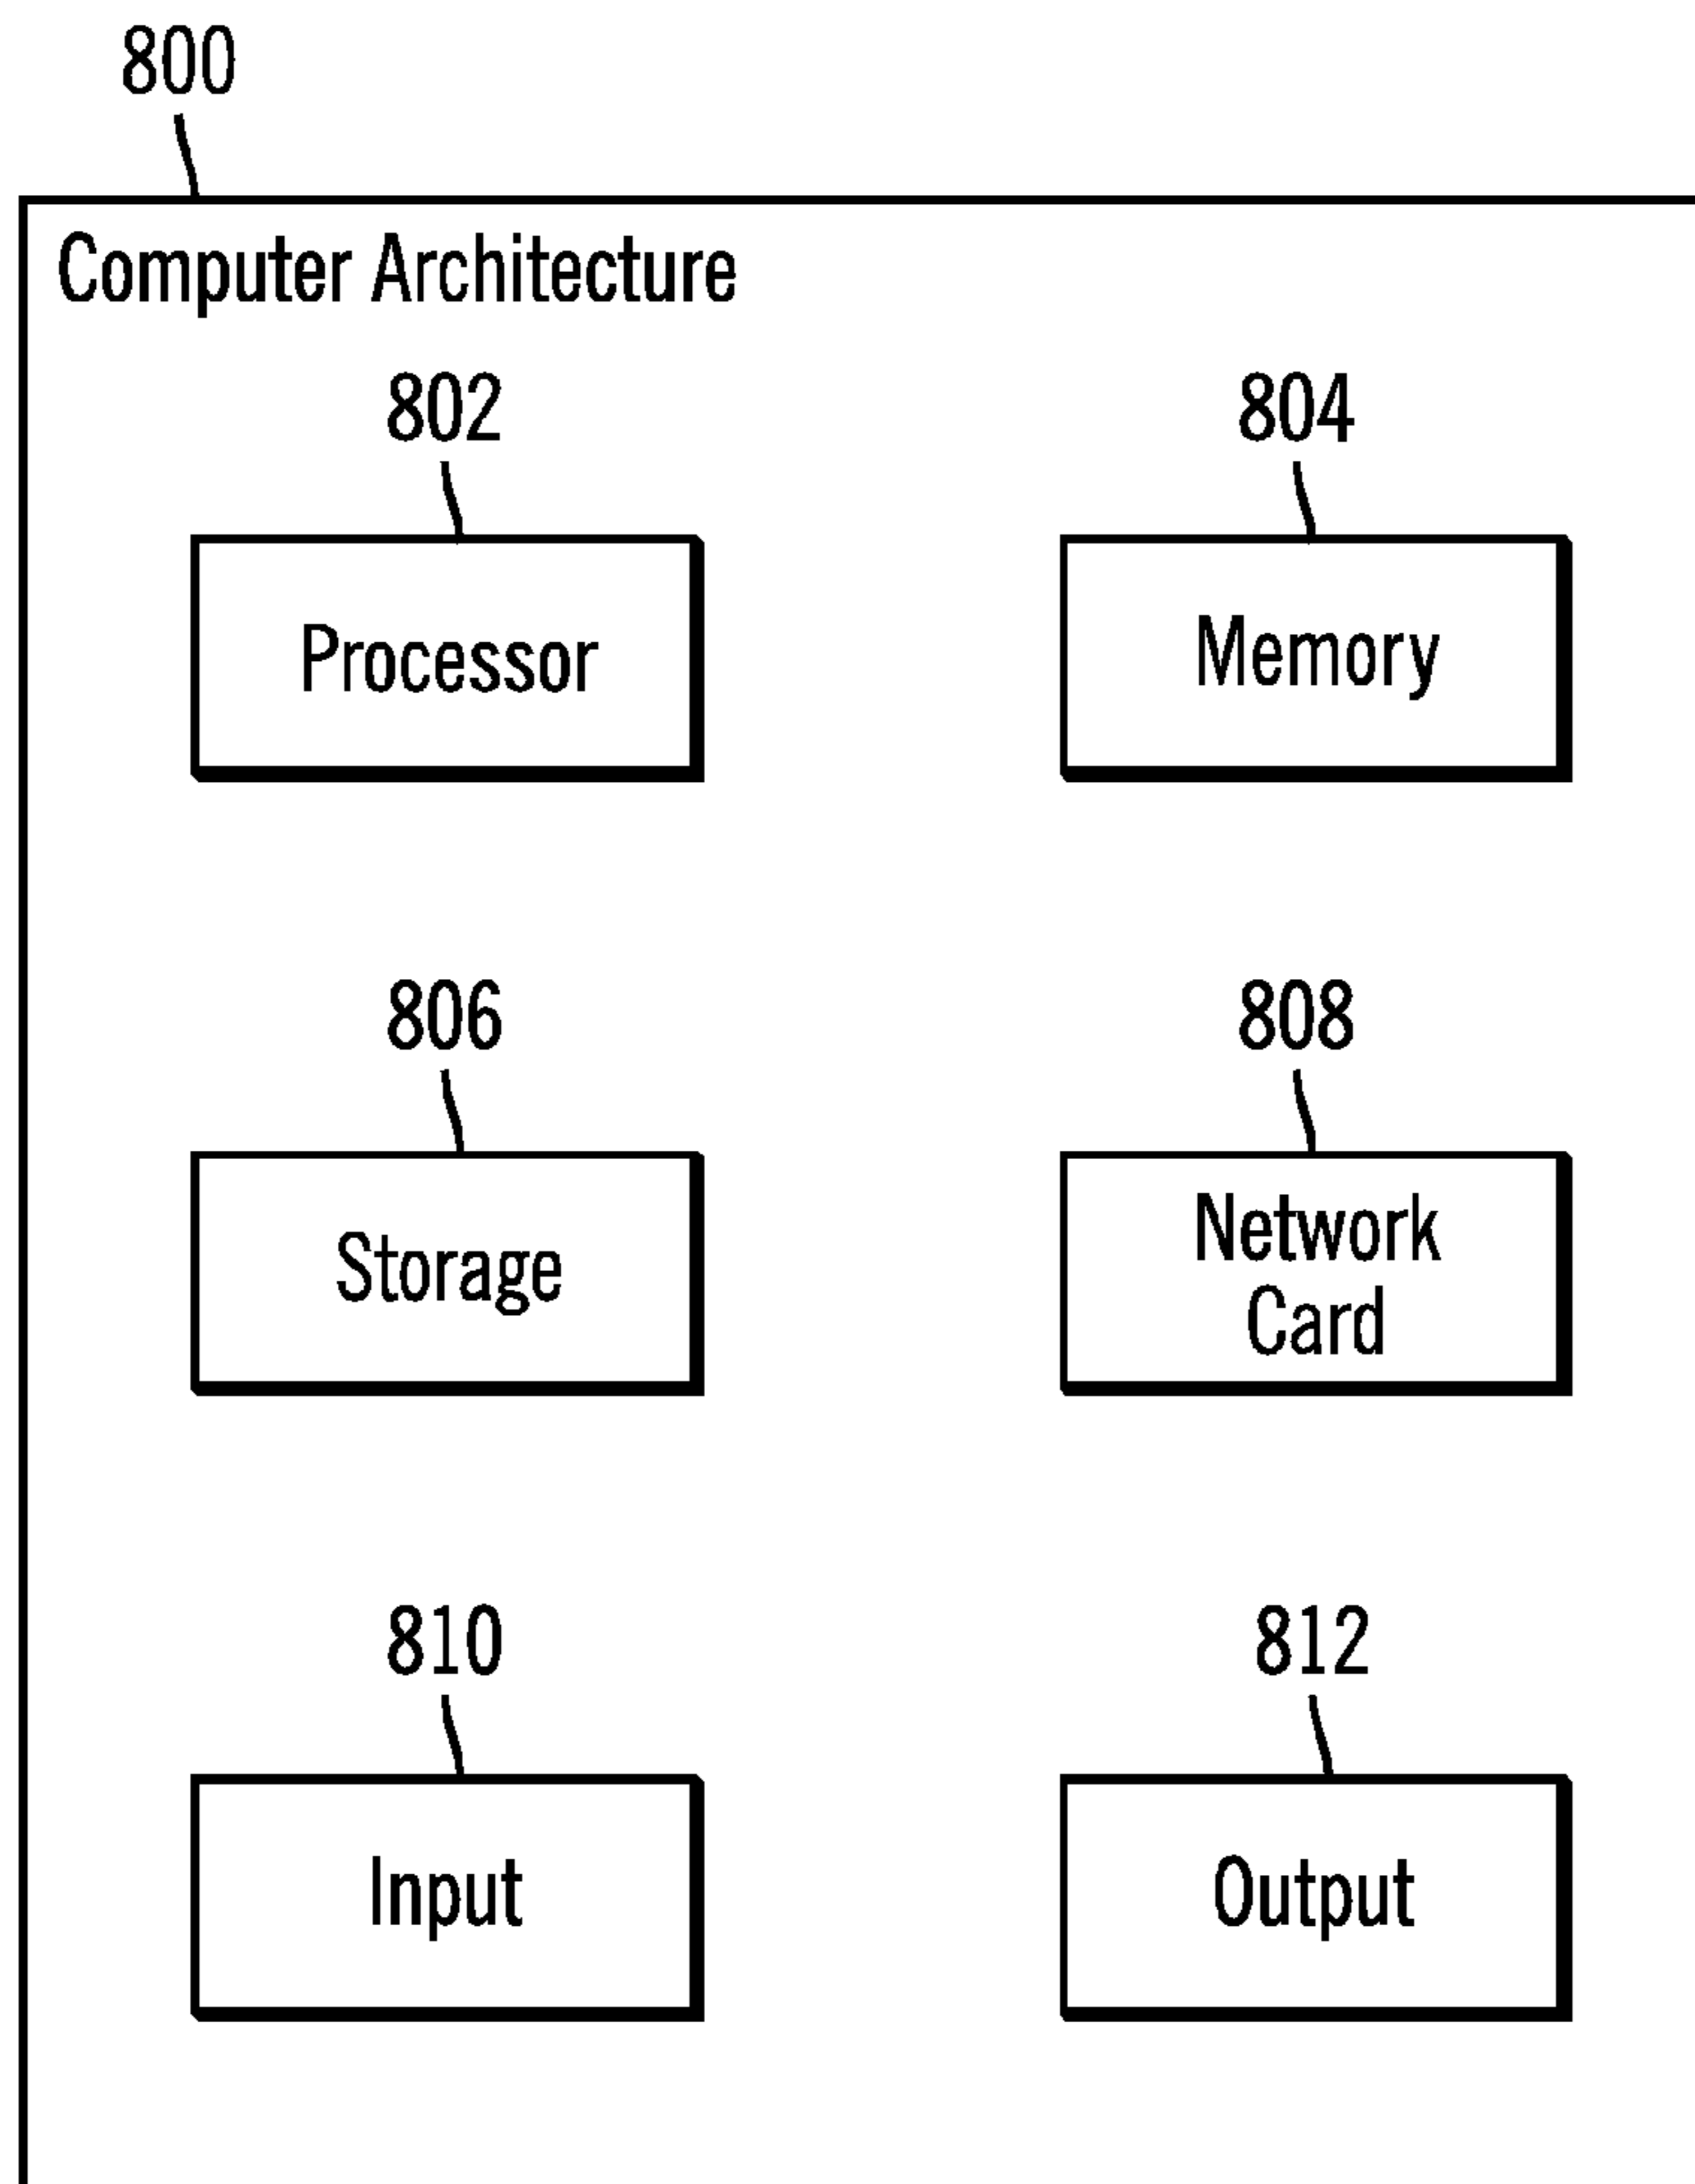 800
Computer Architecture
802
804
Processor
Memory
806
808
Storage
Network
Card
810
812
Input
Output